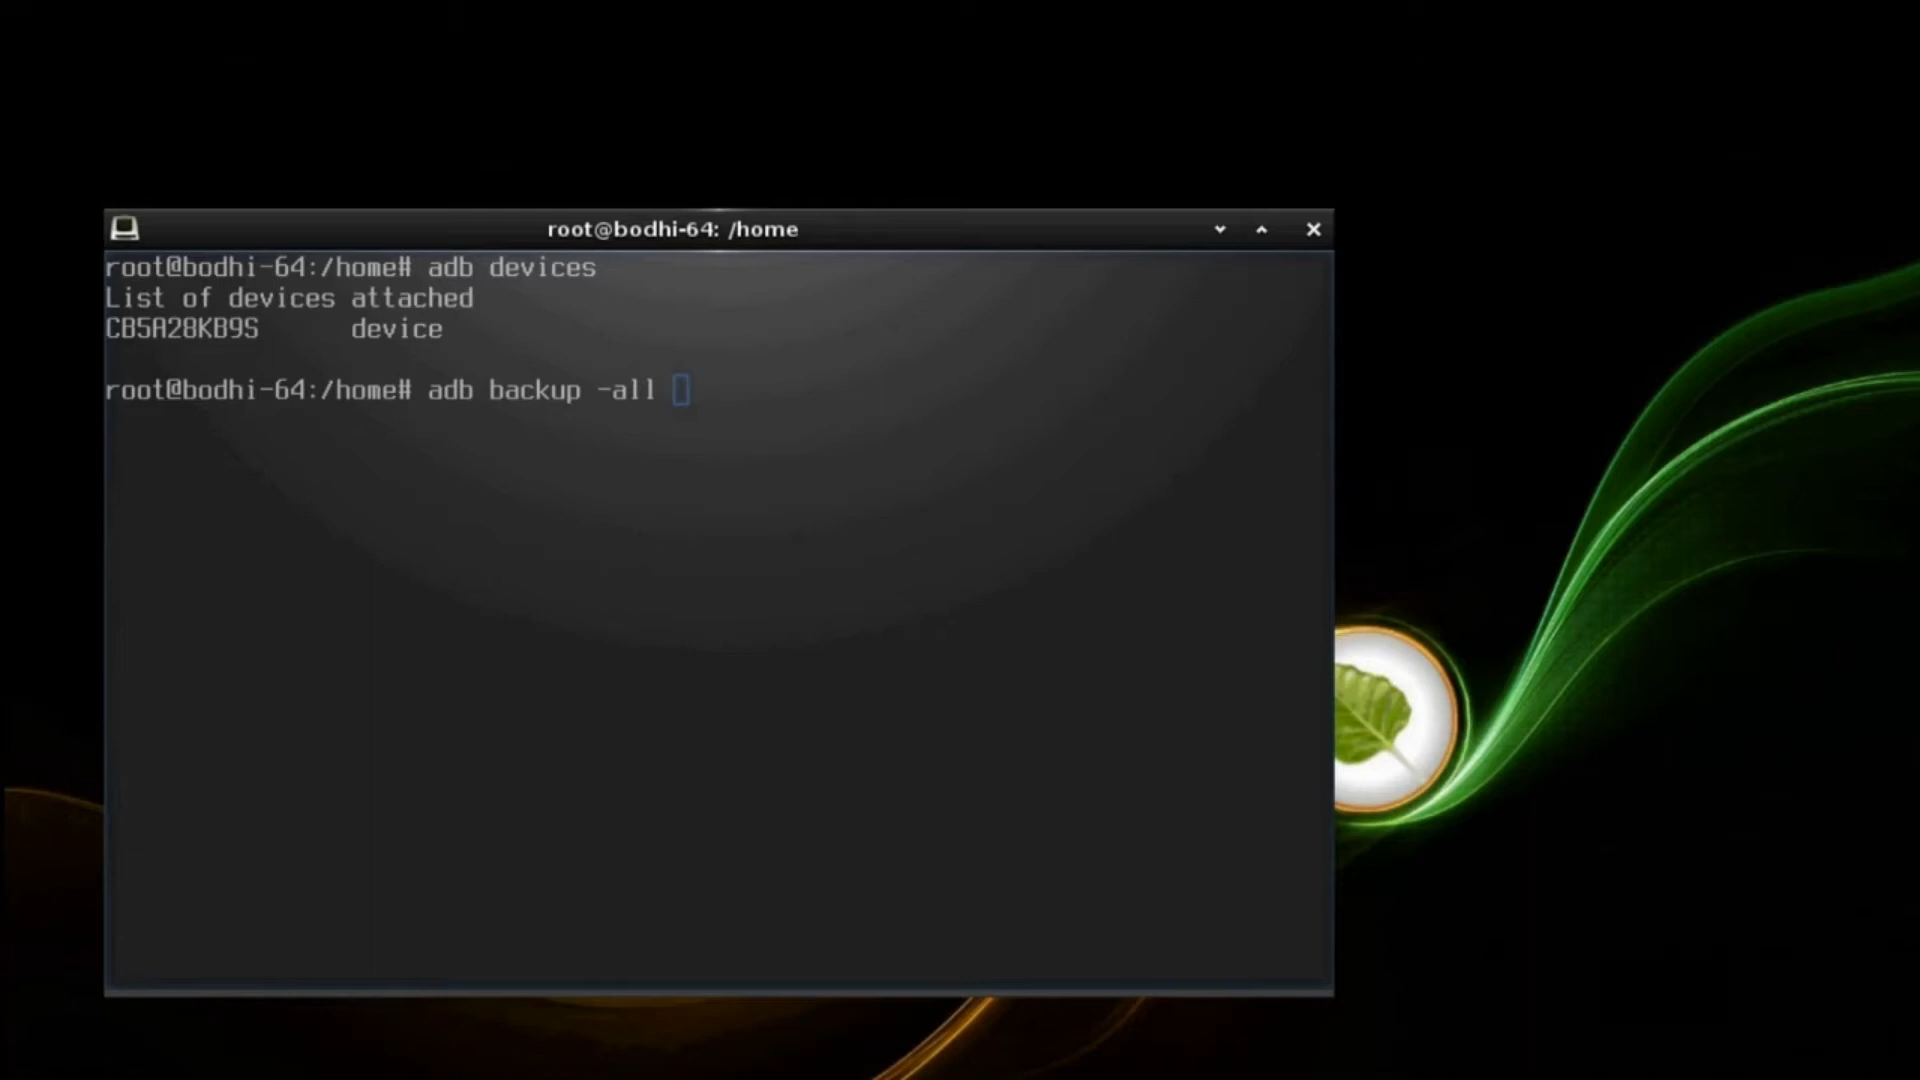 root@bodhi-64: /home
root@bodhi-64:/home# adb devices
List of devices attached
CB5A28KB9S      device
root@bodhi-64:/home# adb backup -all